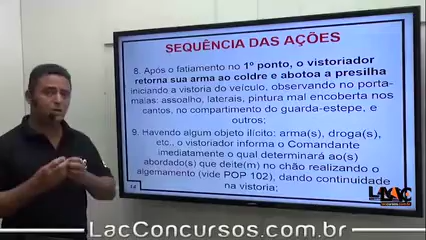 SEQUÊNCIA DAS AÇÕES
8. Após o fatiamento no 1º ponto, o vistoriador
retorna sua arma ao coldre e abotoa a presilha
iniciando a vistoria do veículo, observando no porta-
malas: assoalho, laterais, pintura mal encoberta nos
cantos, no compartimento do guarda-estepe, e
outros;
9. Havendo algum objeto ilícito: arma(s), droga(s),
etc., o vistoriador informa o Comandante
imediatamente o qual determinará ao(s)
abordado(s) que deite(m) no chão realizando o
algemamento (vide POP 102), dando continuidade
na vistoria;
14
LAC
LacConcursos.com.br